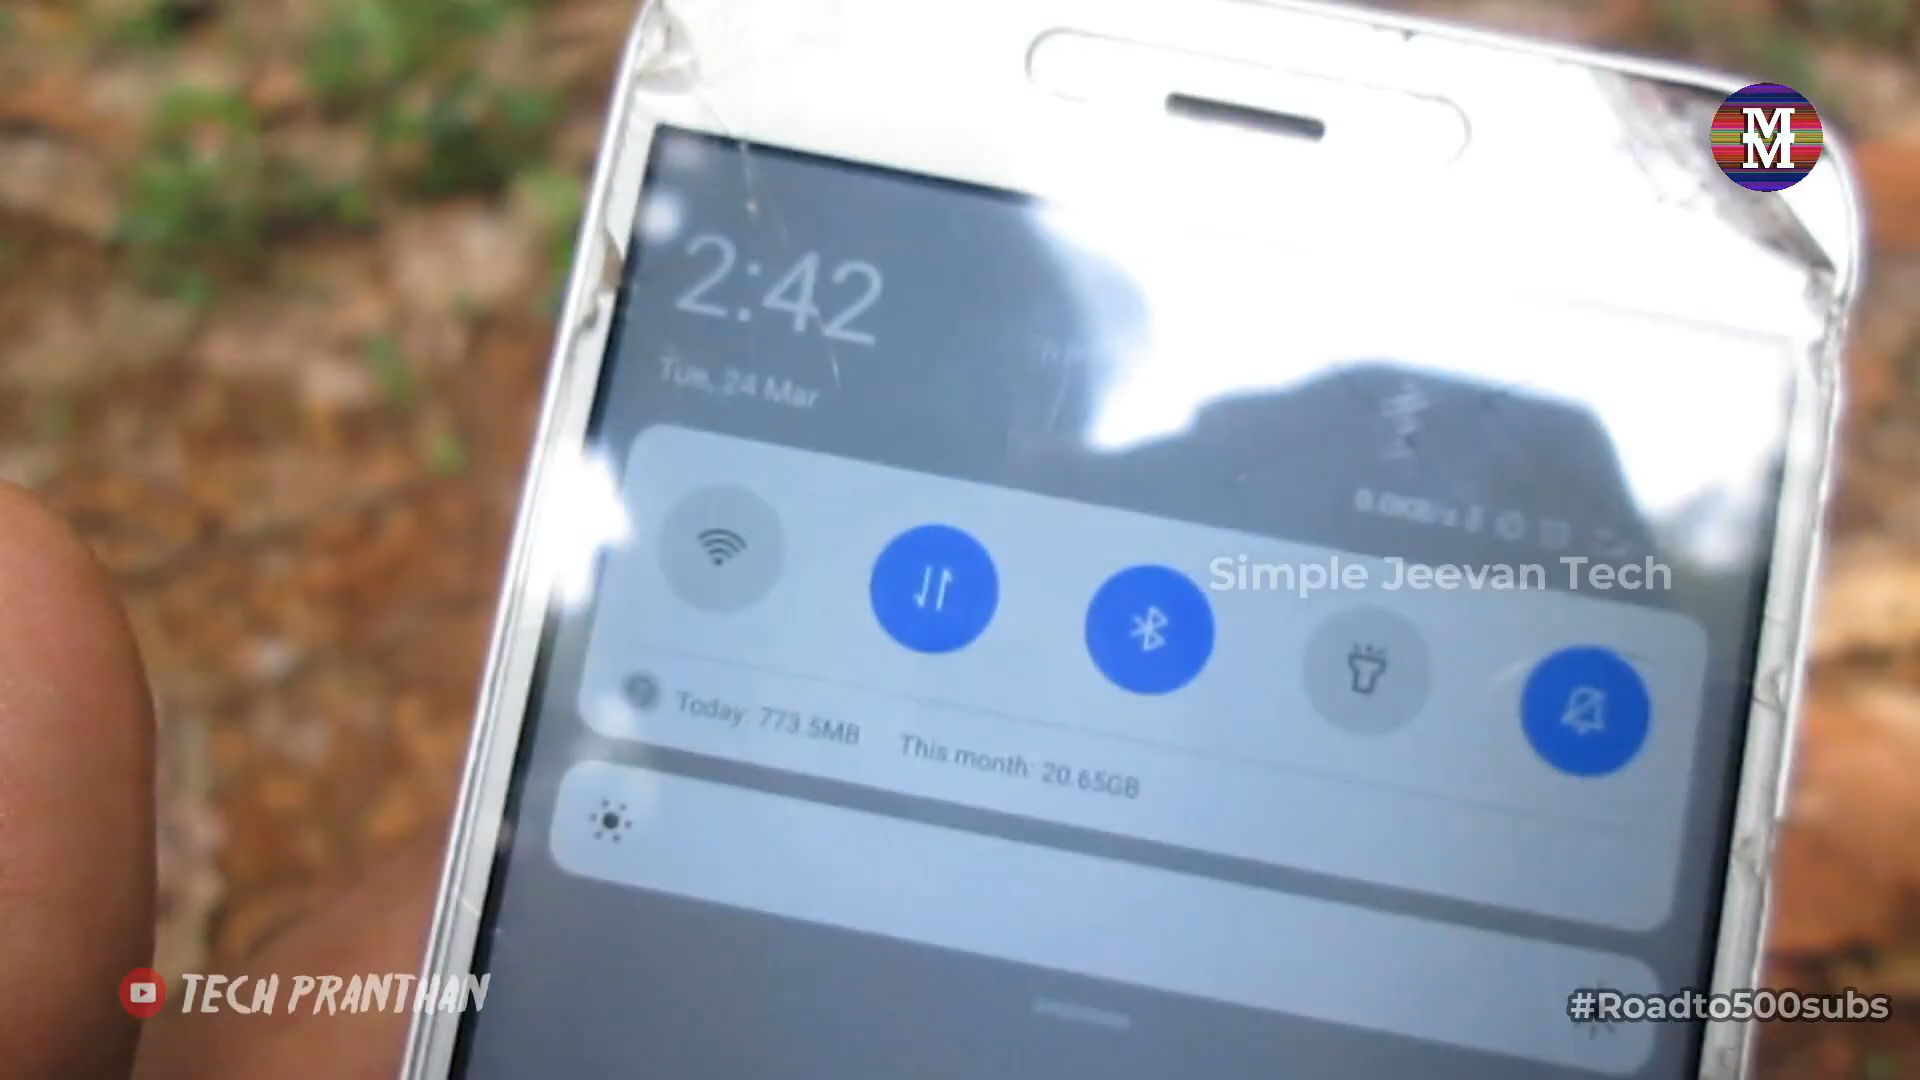 M
M
2:42
Tue, 24 Mar
Simple Jeevan Tech
Today: 773.5MB This month: 20.65GB
TECH PRANTHAN
#Roadto500subs